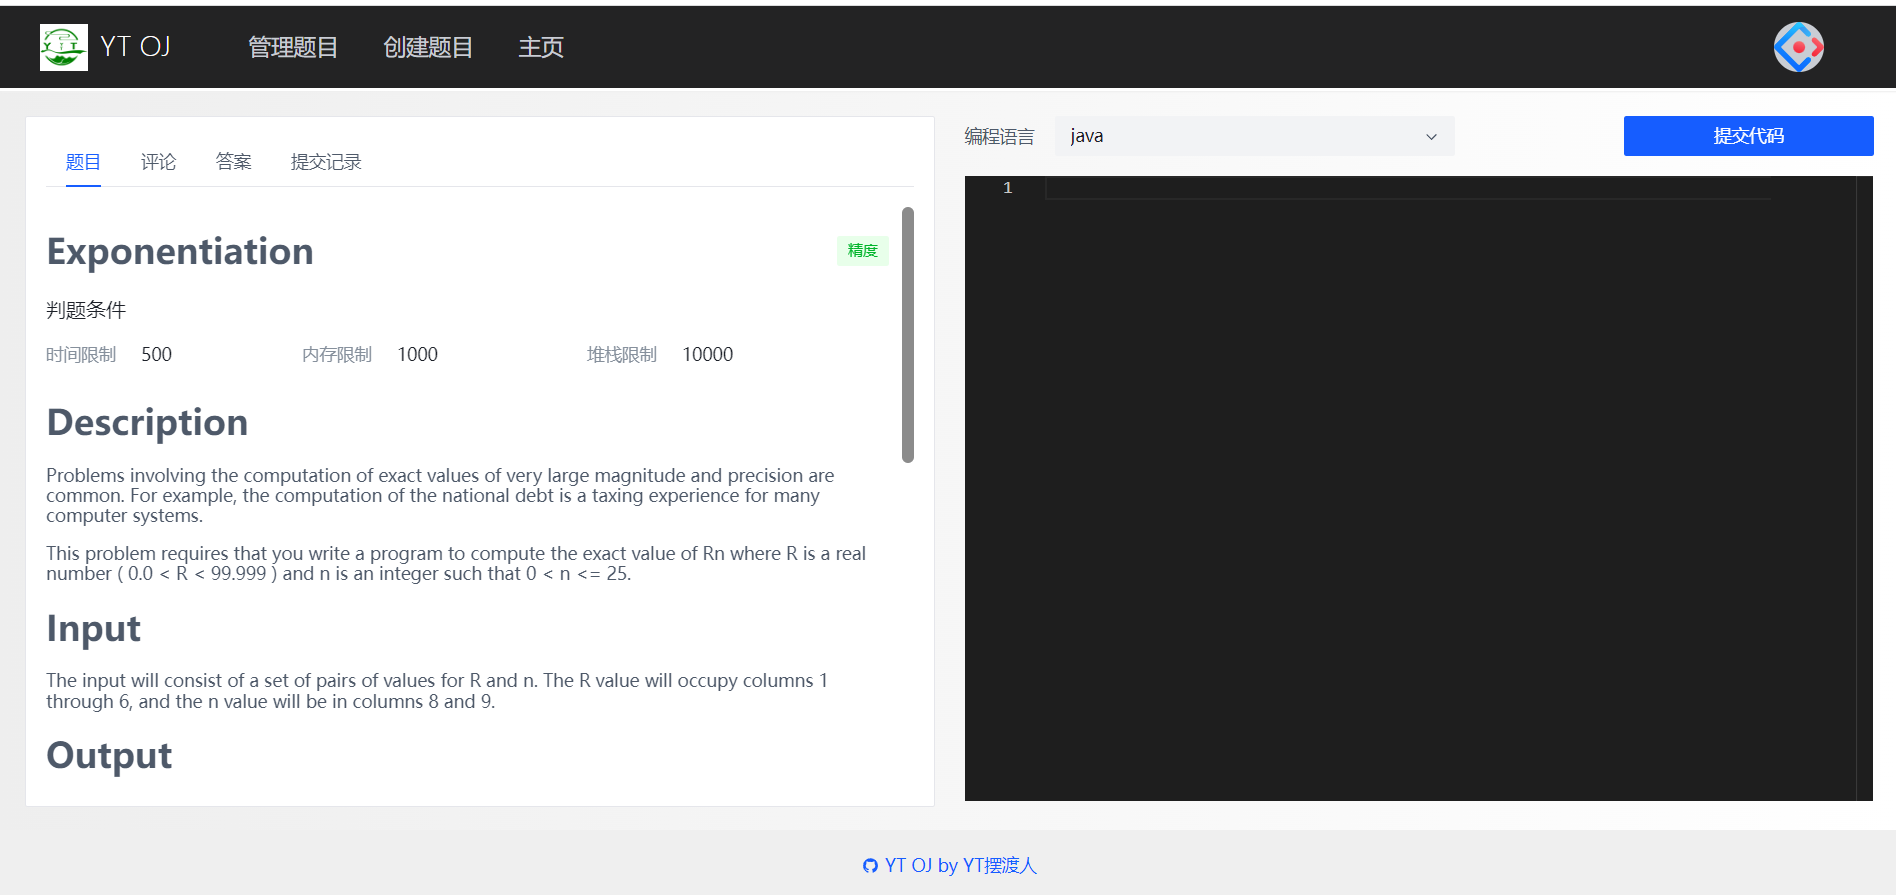 YT OJ 管理题目 创建题目 主页
题目 评论 答案 提交记录
Exponentiation 精度
判题条件
时间限制 500 内存限制 1000 堆栈限制 10000
Description
Problems involving the computation of exact values of very large magnitude and precision are
common. For example, the computation of the national debt is a taxing experience for many
computer systems.
This problem requires that you write a program to compute the exact value of Rn where R is a real
number ( 0.0 < R < 99.999 ) and n is an integer such that 0 < n <= 25.
Input
The input will consist of a set of pairs of values for R and n. The R value will occupy columns 1
through 6, and the n value will be in columns 8 and 9.
Output
编程语言 java 提交代码
1
YT OJ by YT摆渡人